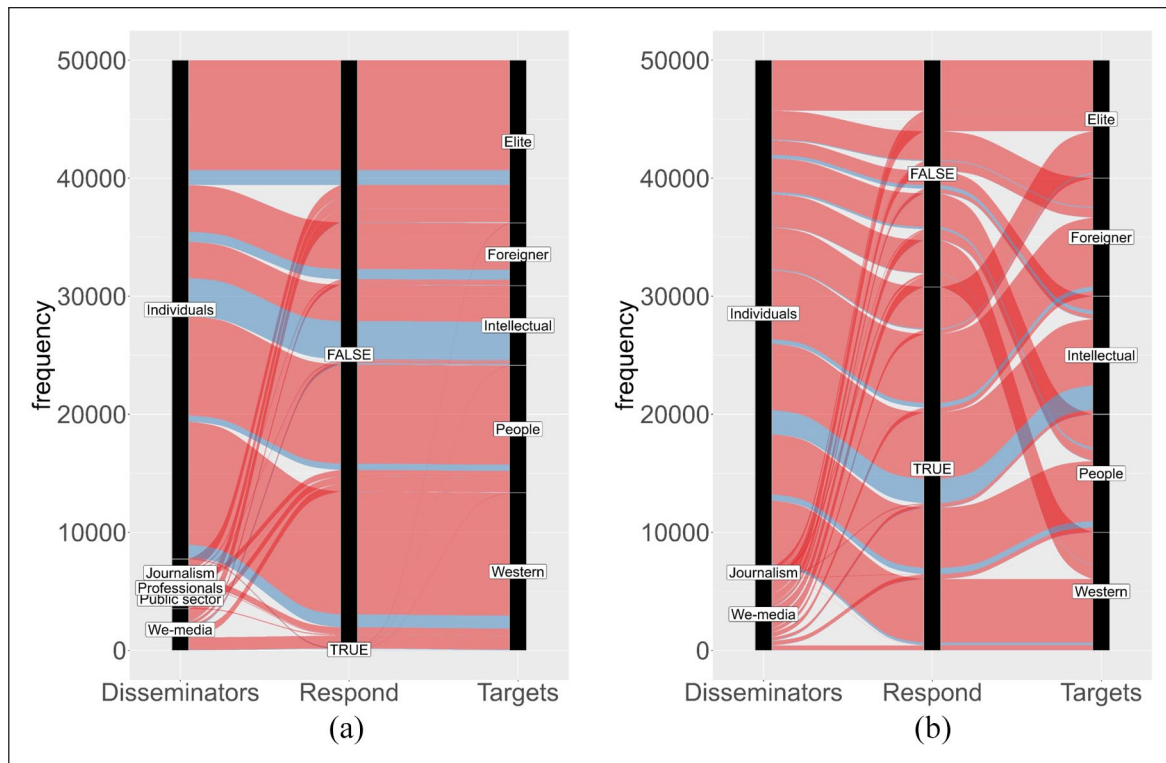 50000
40000
30000
20000
10000
0
frequency
Individuals
Journalism
Professionals
Public sector
We-media
FALSE
TRUE
Elite
Foreigner
Intellectual
People
Western
Disseminators Respond Targets
(a)
50000
40000
30000
20000
10000
0
frequency
Individuals
Journalism
We-media
FALSE
TRUE
Elite
Foreigner
Intellectual
People
Western
Disseminators Respond Targets
(b)